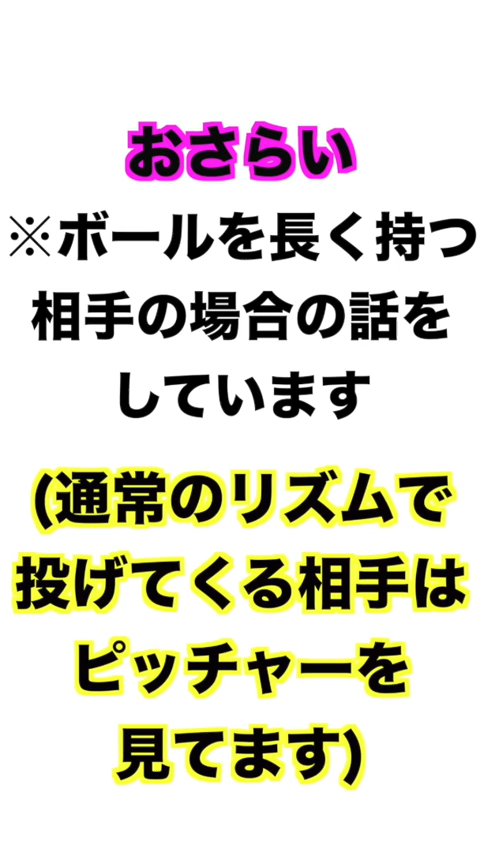 おさらい
※ボールを長く持つ
相手の場合の話を
しています
(通常のリズムで
投げてくる相手は
ピッチャーを
見てます)